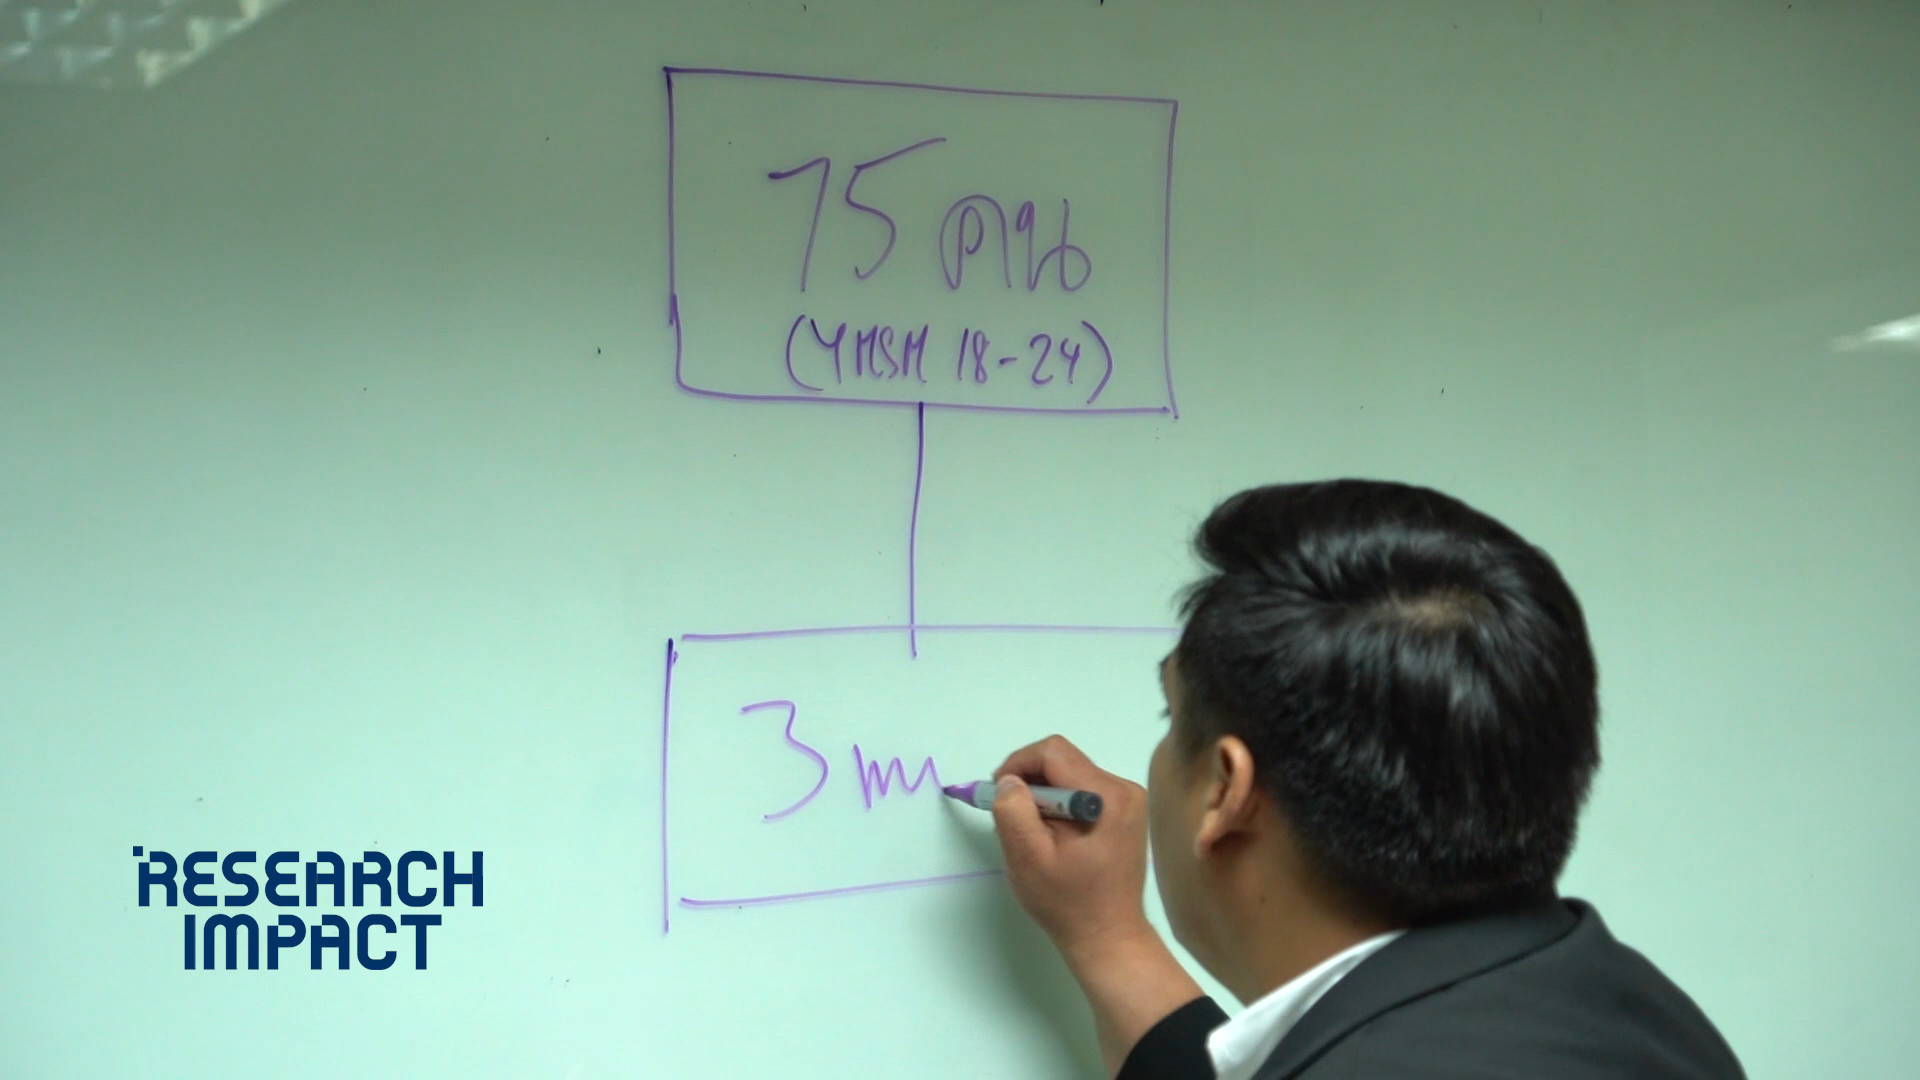 75 คน
(YMSM 18-24)
3
RESEARCH
IMPACT